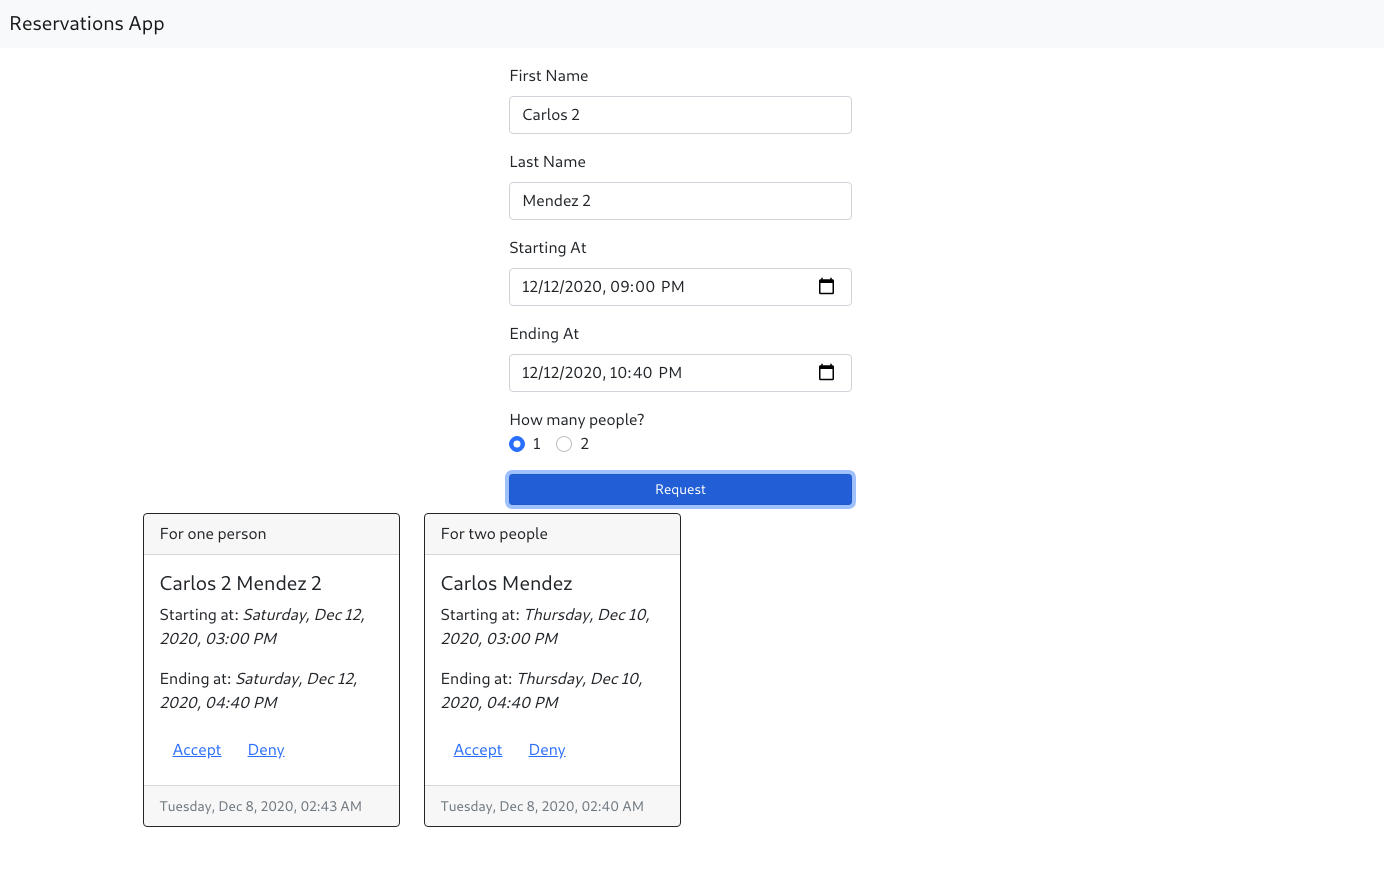 Reservations App
First Name
Carlos 2
Last Name
Mendez 2
Starting At
12/12/2020, 09:00 PM
Ending At
12/12/2020, 10:40 PM
How many people?
1 2
Request
For one person
Carlos 2 Mendez 2
Starting at: Saturday, Dec 12,
2020, 03:00 PM
Ending at: Saturday, Dec 12,
2020, 04:40 PM
Accept Deny
Tuesday, Dec 8, 2020, 02:43 AM
For two people
Carlos Mendez
Starting at: Thursday, Dec 10,
2020, 03:00 PM
Ending at: Thursday, Dec 10,
2020, 04:40 PM
Accept Deny
Tuesday, Dec 8, 2020, 02:40 AM